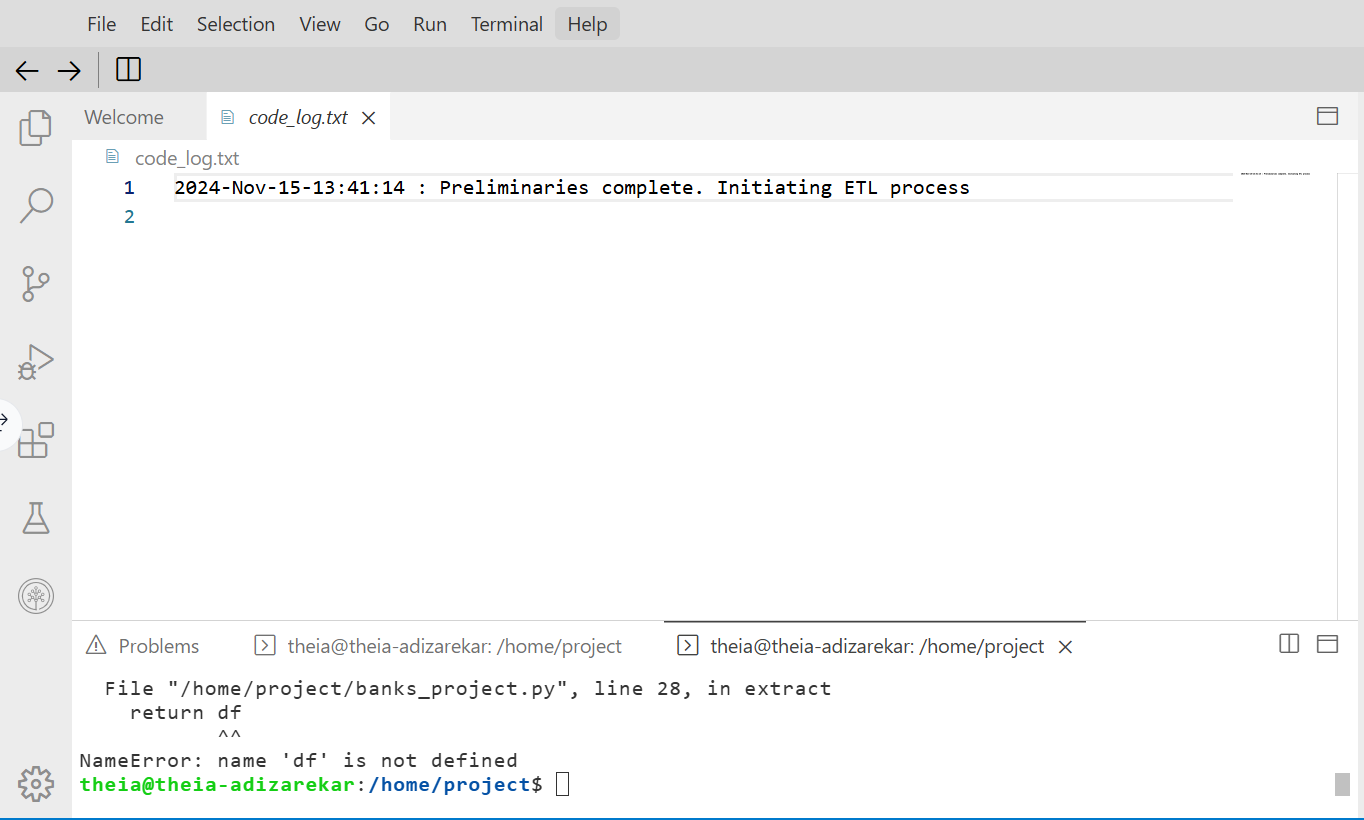 File Edit Selection View Go Run Terminal Help
Welcome code_log.txt
code_log.txt
1 2024-Nov-15-13:41:14 : Preliminaries complete. Initiating ETL process
2
Problems theia@theia-adizarekar: /home/project theia@theia-adizarekar: /home/project
File "/home/project/banks_project.py", line 28, in extract
return df
^^
NameError: name 'df' is not defined
theia@theia-adizarekar:/home/project$